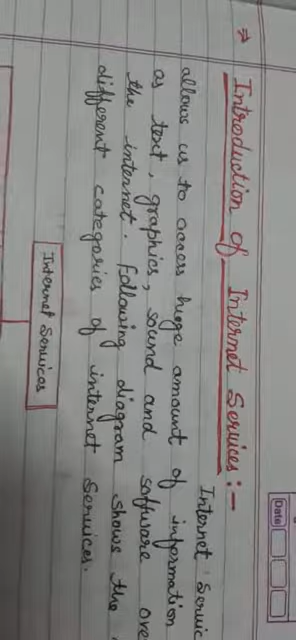 Date
⇒ Introduction of Internet Services:-
Internet Servic
allows us to access huge amount of information
as text, graphics, sound and software ove
the internet. Following diagram shows the
different categories of internet services.
Internet Services